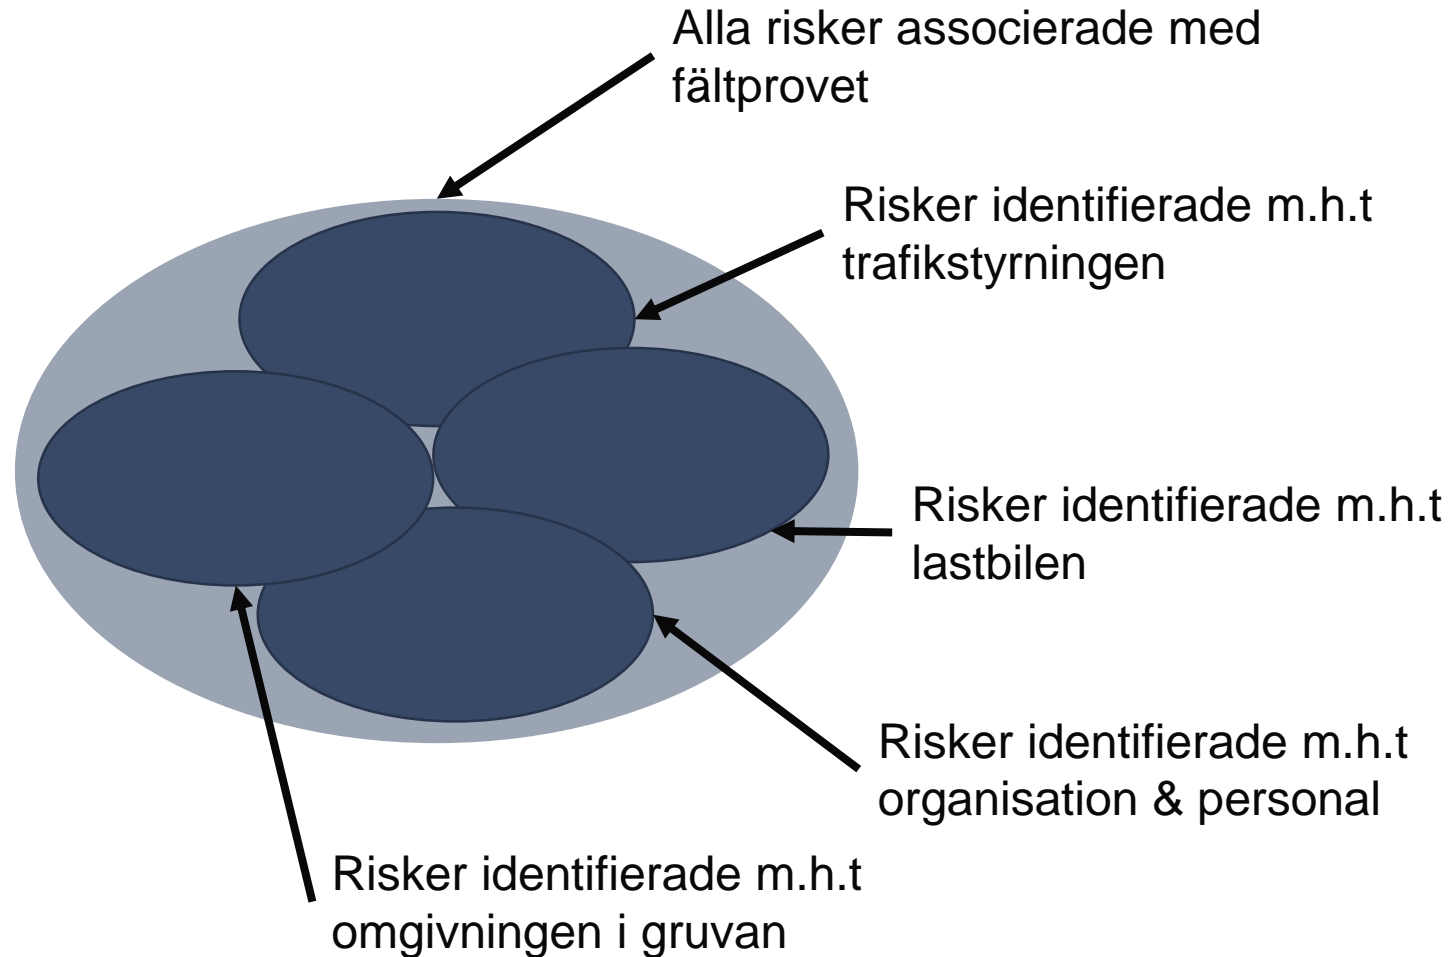 Alla risker associerade med
fältprovet
Risker identifierade m.h.t
trafikstyrningen
Risker identifierade m.h.t
lastbilen
Risker identifierade m.h.t
organisation & personal
Risker identifierade m.h.t
omgivningen i gruvan